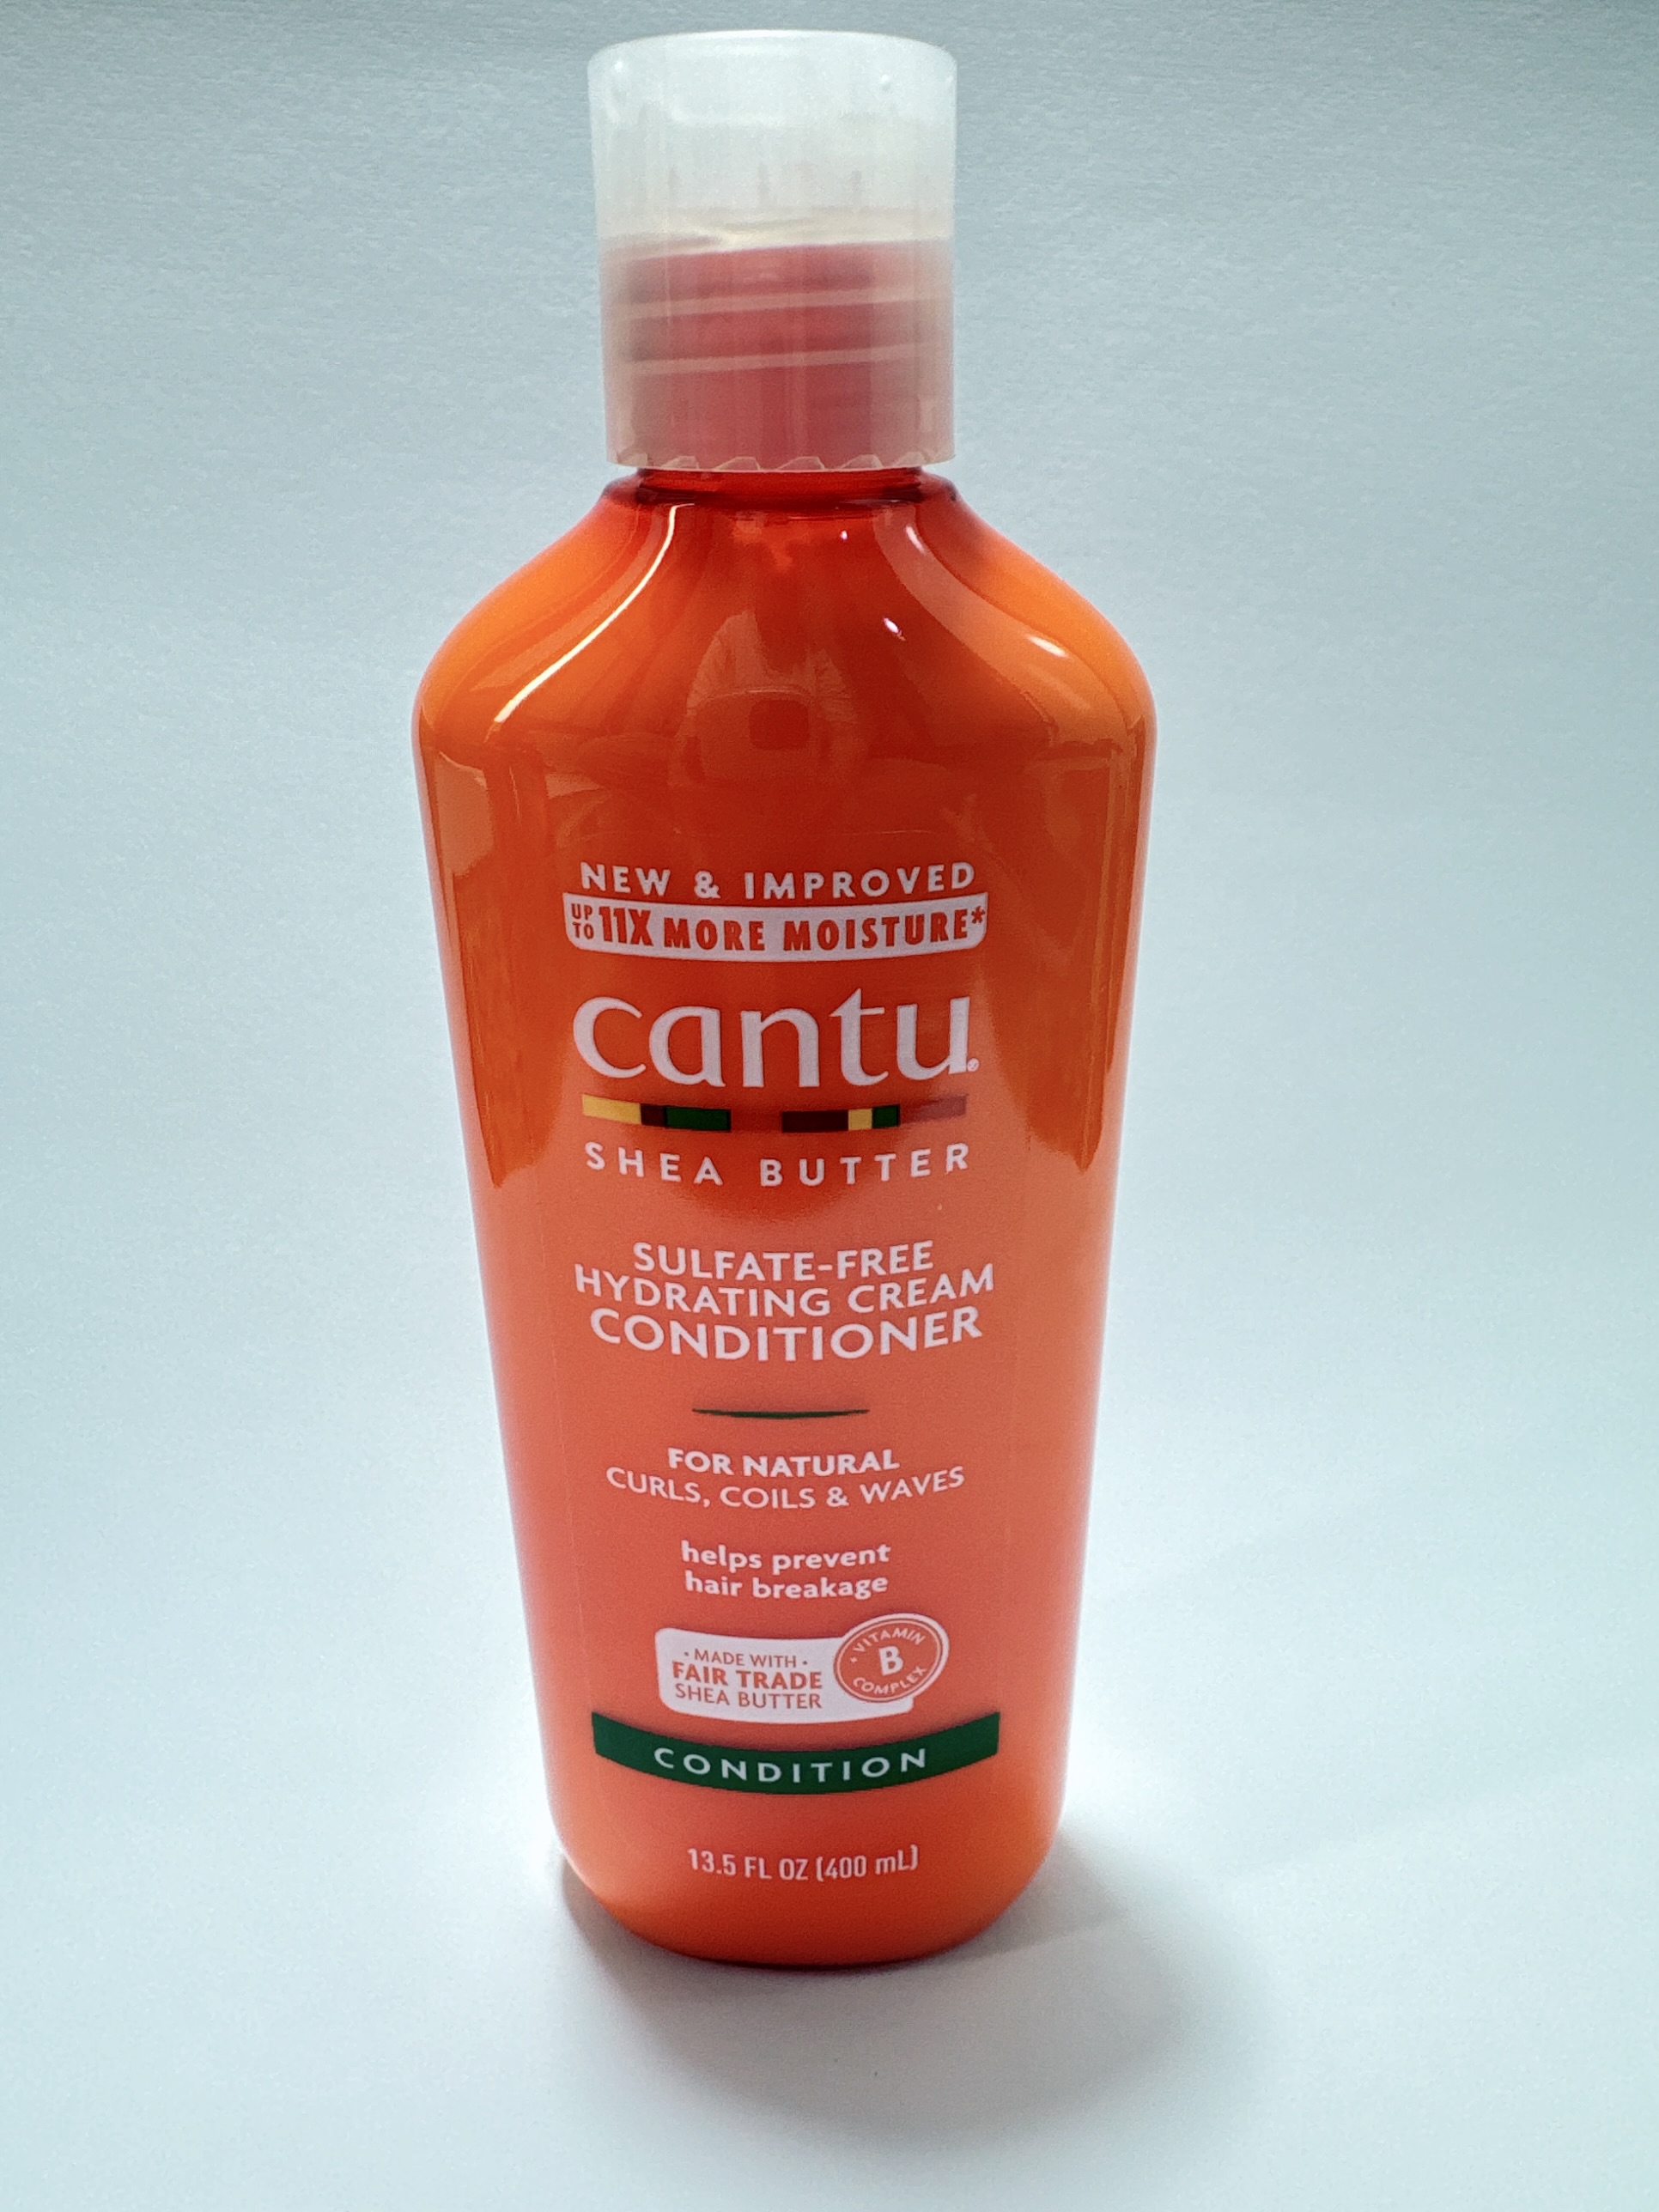 NEW & IMPROVED
UP TO 11X MORE MOISTURE*
cantu®
SHEA BUTTER
SULFATE-FREE
HYDRATING CREAM
CONDITIONER
FOR NATURAL
CURLS, COILS & WAVES
helps prevent
hair breakage
• MADE WITH •
FAIR TRADE
SHEA BUTTER
• VITAMIN
B
COMPLEX •
CONDITION
13.5 FL OZ (400 mL)